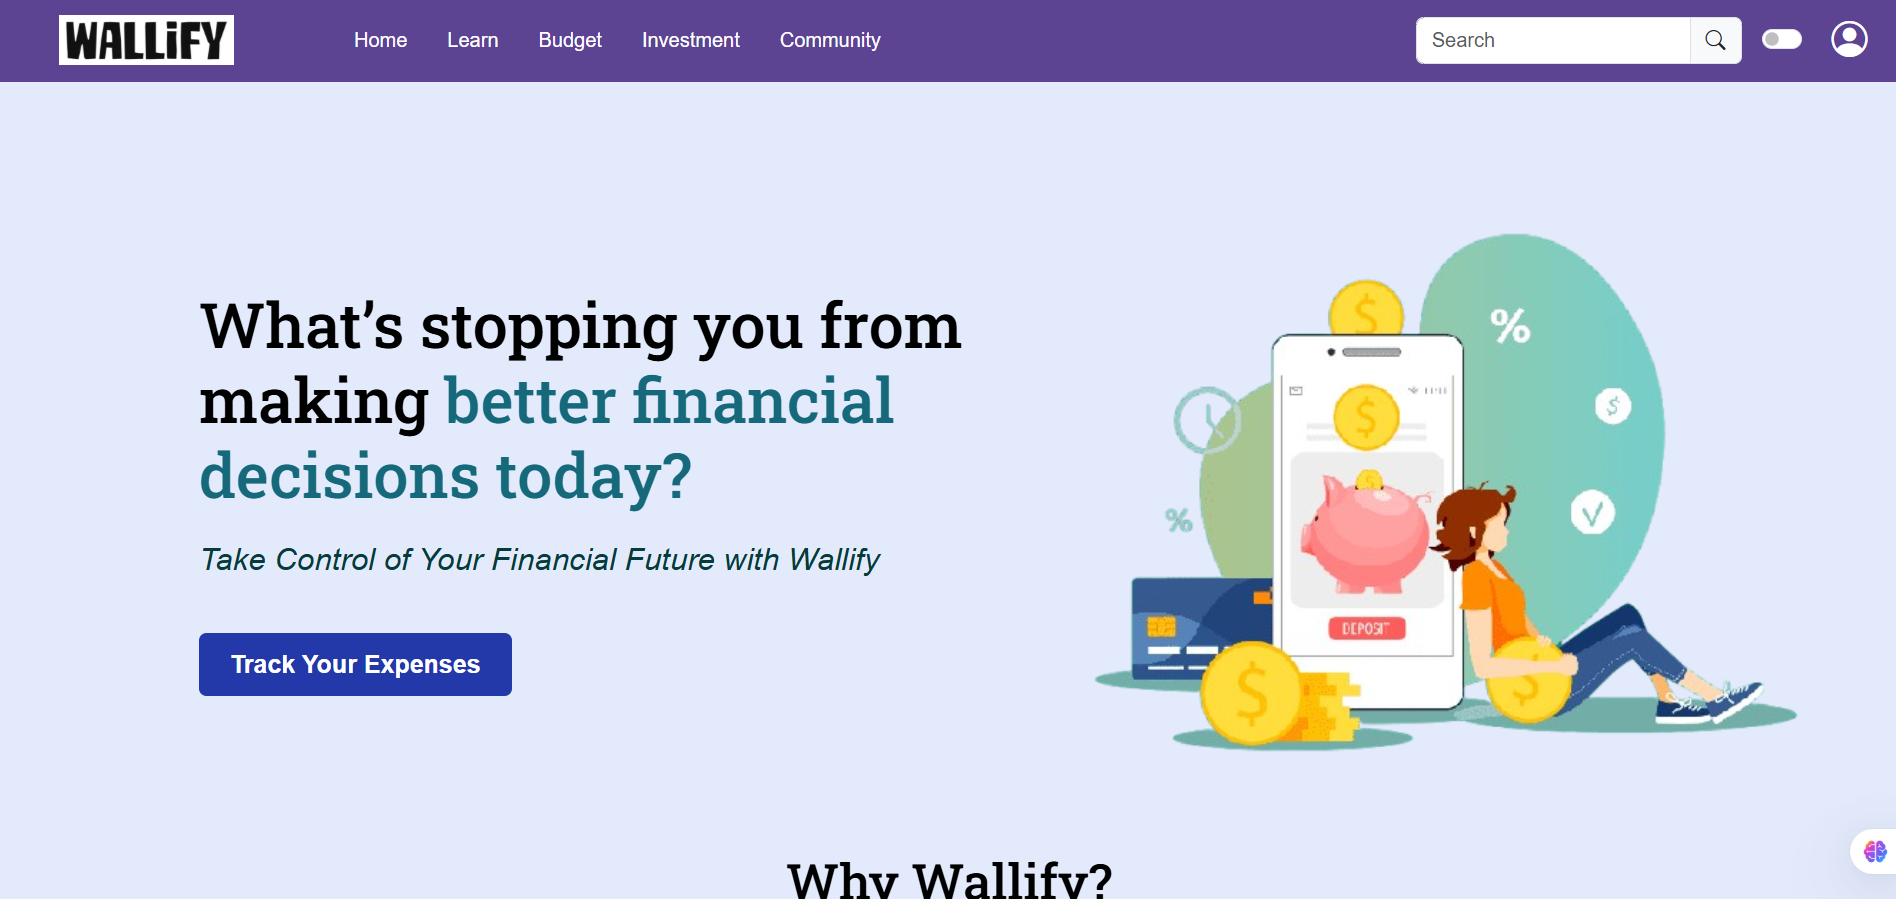 WALLiFY
Home Learn Budget Investment Community
Search
What’s stopping you from
making better financial
decisions today?
Take Control of Your Financial Future with Wallify
Track Your Expenses
%
$
$
$
$
%
DEPOSIT
$
$
Why Wallify?